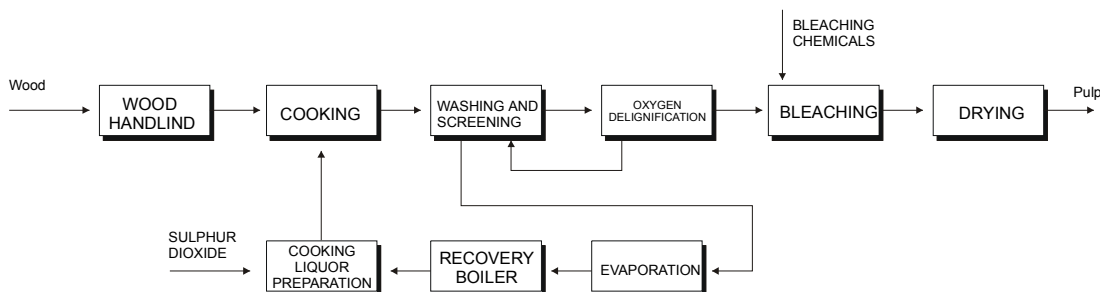 BLEACHING
CHEMICALS
Wood
WOOD
HANDLIND
COOKING
WASHING AND
SCREENING
OXYGEN
DELIGNIFICATION
BLEACHING
DRYING
Pulp
SULPHUR
DIOXIDE
COOKING
LIQUOR
PREPARATION
RECOVERY
BOILER
EVAPORATION